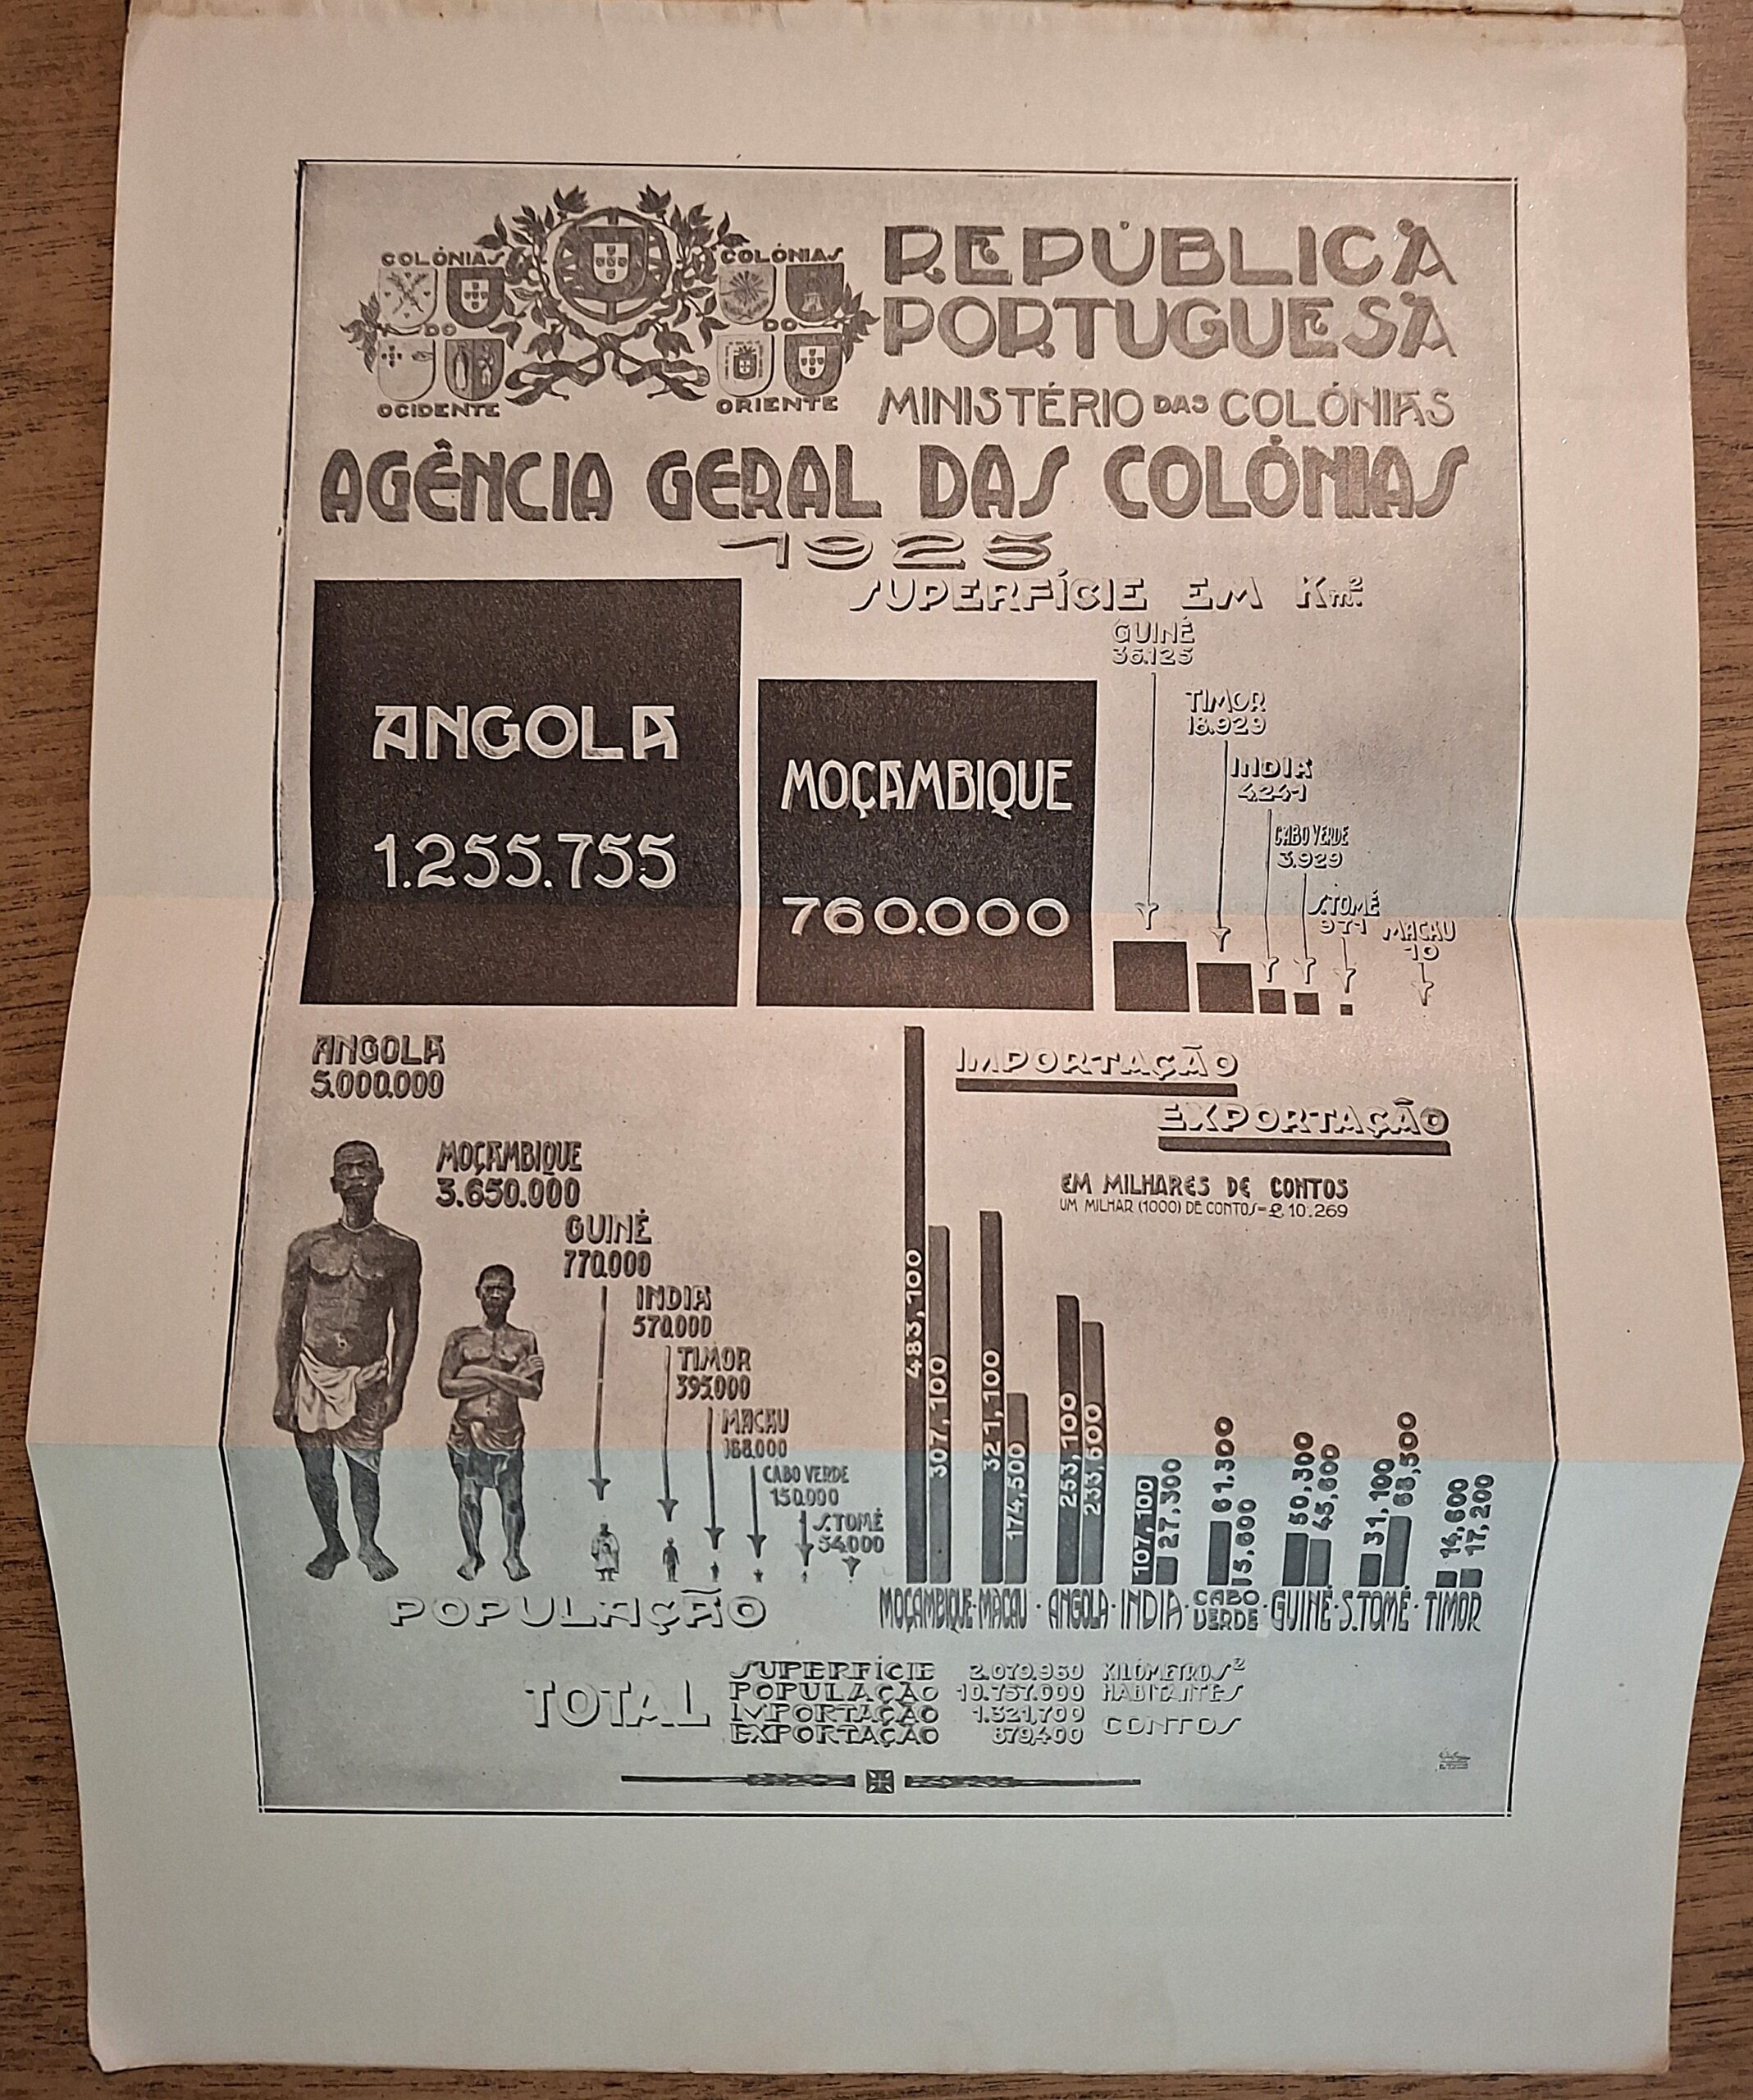 COLÓNIAS
DO
OCIDENTE
COLÓNIAS
DO
ORIENTE
REPÚBLICA
PORTUGUESA
MINISTÉRIO DAS COLÓNIAS
AGÊNCIA GERAL DAS COLÓNIAS
1925
SUPERFÍCIE EM Km.²
ANGOLA
1.255.755
MOÇAMBIQUE
760.000
GUINÉ
36.125
TIMOR
18.929
INDIA
4.241
CABO VERDE
3.929
S.TOMÉ
971
MACAU
10
ANGOLA
5.000.000
MOÇAMBIQUE
3.650.000
GUINÉ
770.000
INDIA
570.000
TIMOR
395.000
MACAU
168.000
CABO VERDE
150.000
S.TOMÉ
54.000
POPULAÇÃO
IMPORTAÇÃO
EXPORTAÇÃO
EM MILHARES DE CONTOS
UM MILHAR (1000) DE CONTOS=£ 10.269
483,100
307,100
321,100
174,500
253,100
233,600
107,100
27,300
61,300
5,600
50,300
45,600
31,100
68,500
14,600
17,200
MOÇAMBIQUE · MACAU · ANGOLA · INDIA · CABO VERDE · GUINÉ · S.TOMÉ · TIMOR
TOTAL
SUPERFÍCIE 2.079.960 KILÓMETROS²
POPULAÇÃO 10.757.000 HABITANTES
IMPORTAÇÃO 1.321,700
EXPORTAÇÃO 879,400
CONTOS